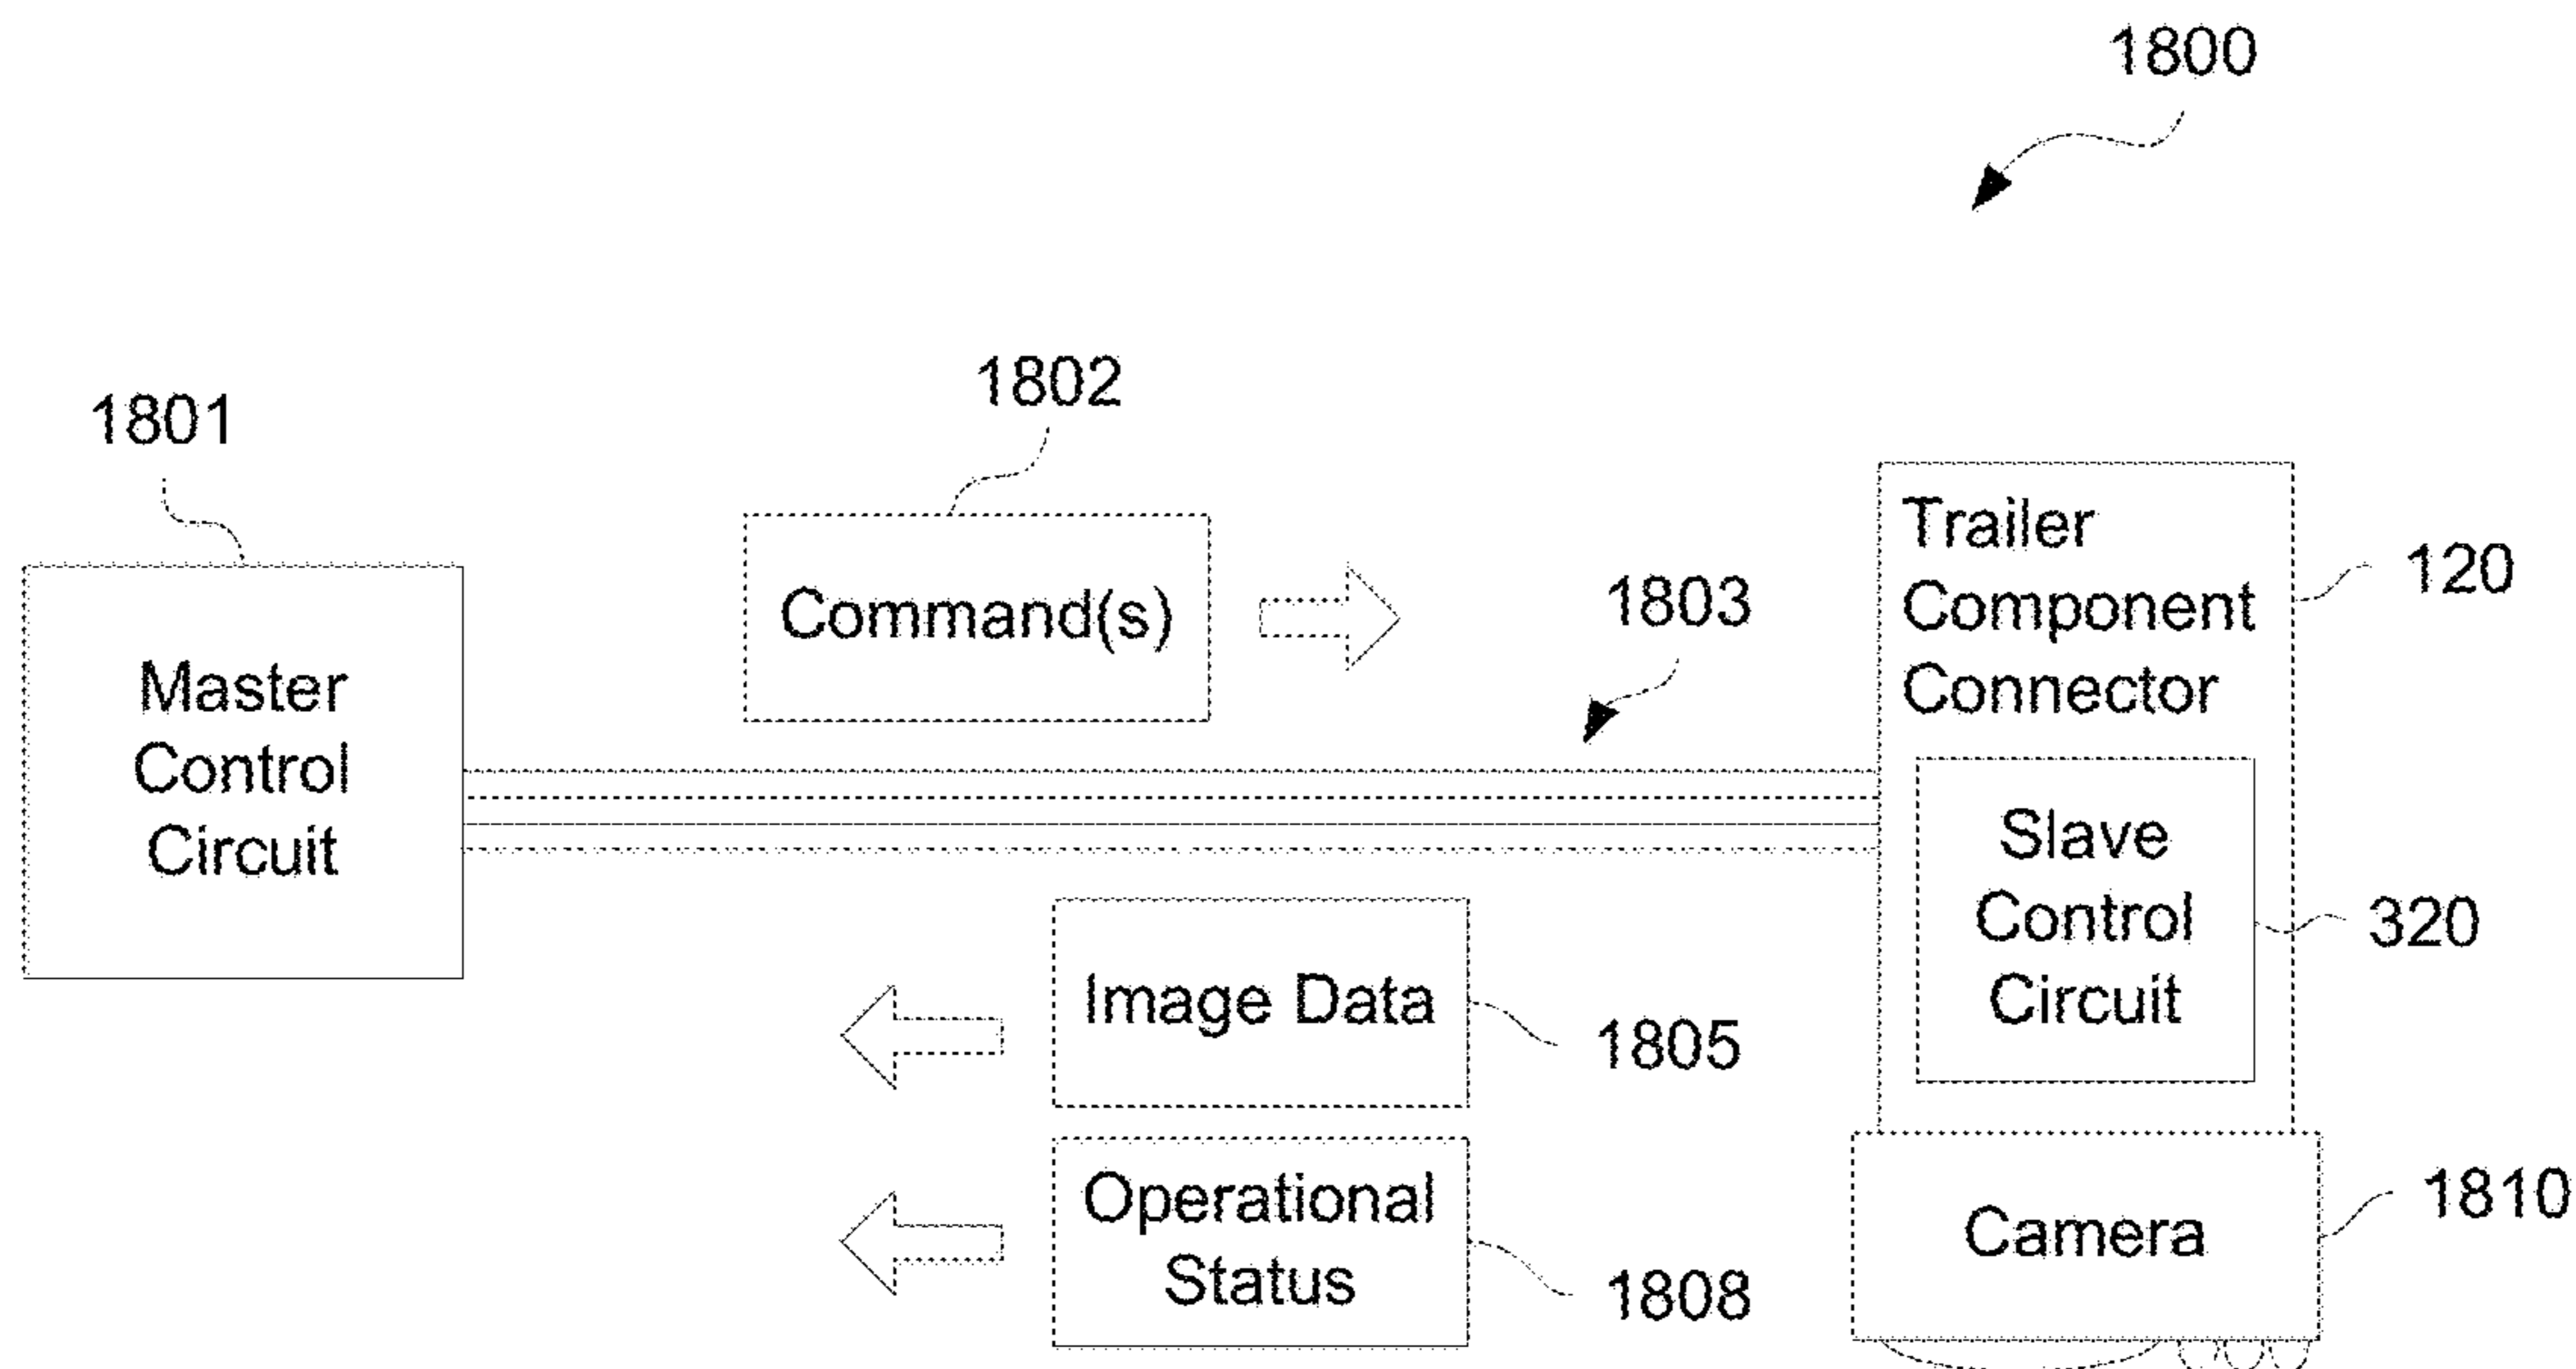 1800
1802
1801
Trailer
Component
Connector
120
Command(s)
1803
Master
Control
Circuit
Slave
Control
Circuit
320
Image Data
1805
Operational
Status
1808
Camera
1810